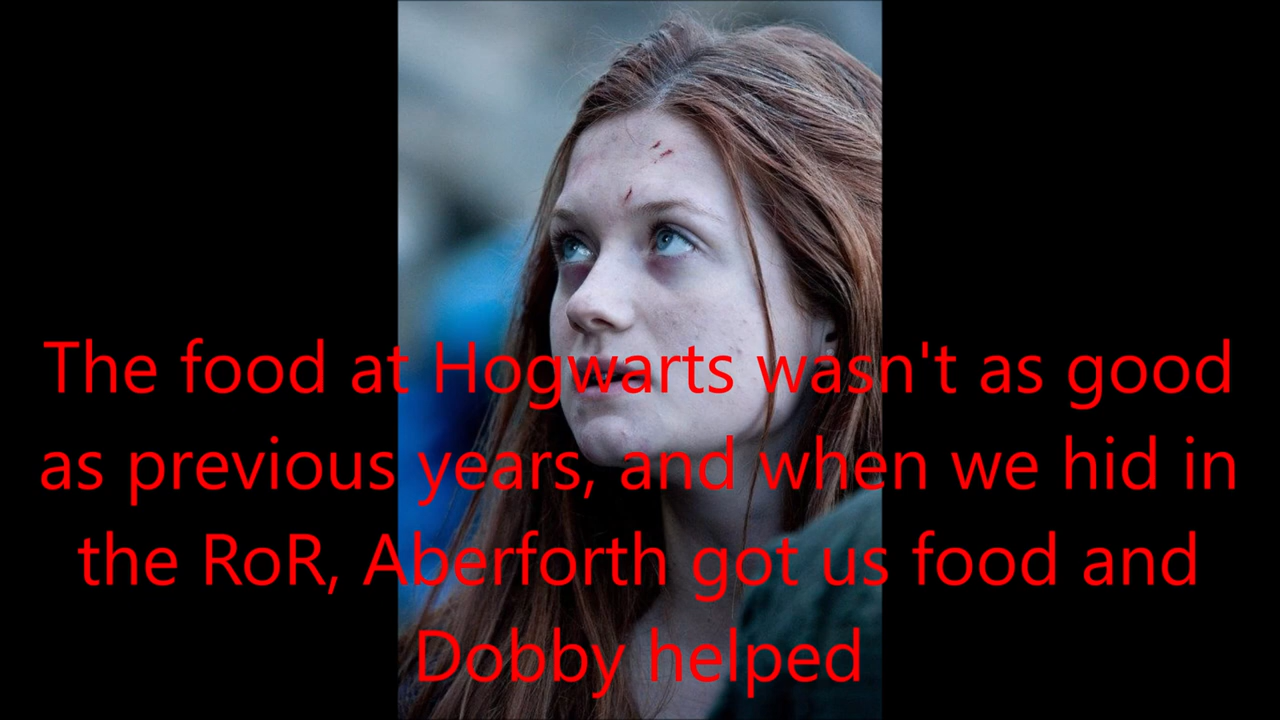 The food at Hogwarts wasn't as good
as previous years, and when we hid in
the RoR, Aberforth got us food and
Dobby helped